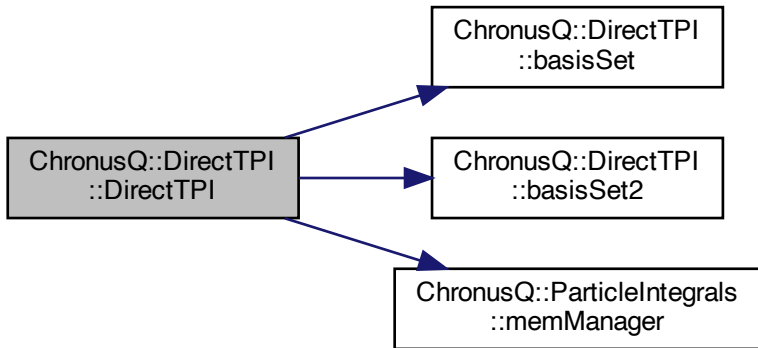 ChronusQ::DirectTPI
::DirectTPI
ChronusQ::DirectTPI
::basisSet
ChronusQ::DirectTPI
::basisSet2
ChronusQ::ParticleIntegrals
::memManager